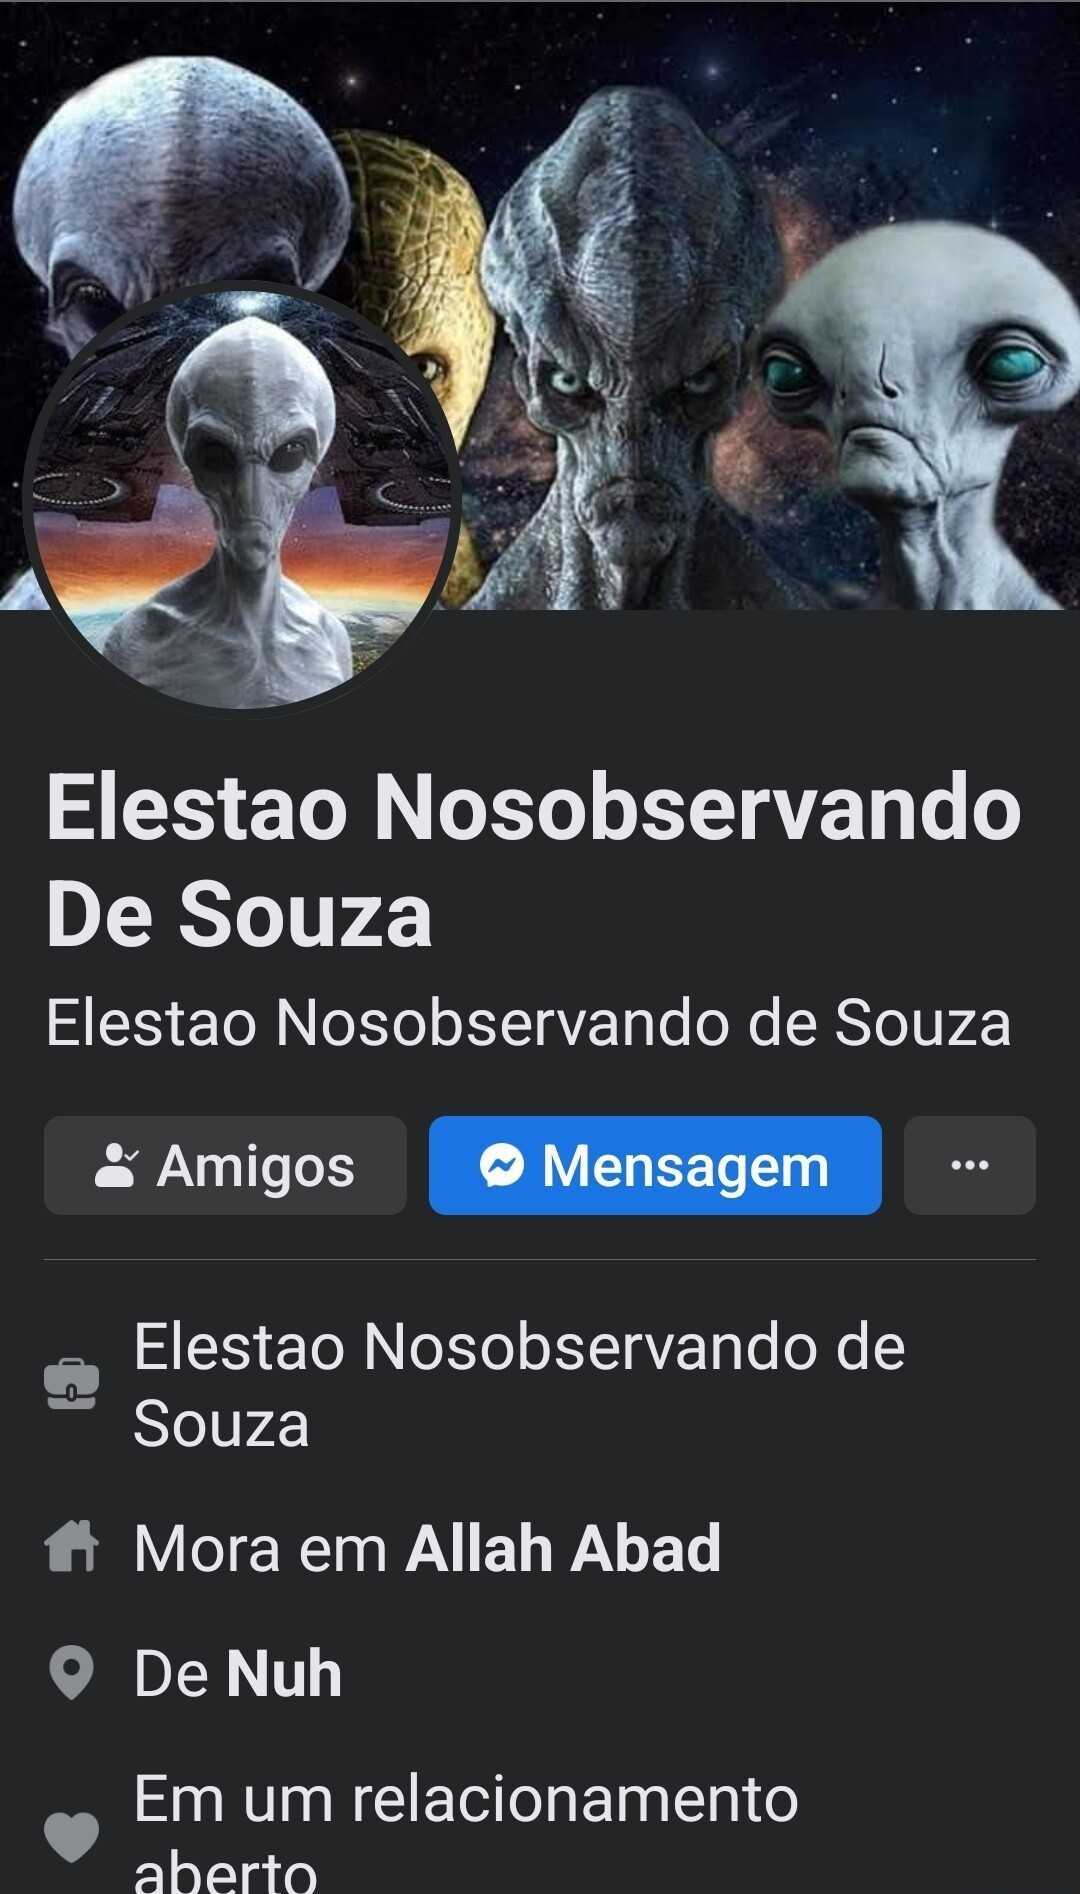 Elestao Nosobservando
De Souza
Elestao Nosobservando de Souza
Amigos
Mensagem
Elestao Nosobservando de
Souza
Mora em Allah Abad
De Nuh
Em um relacionamento
aberto